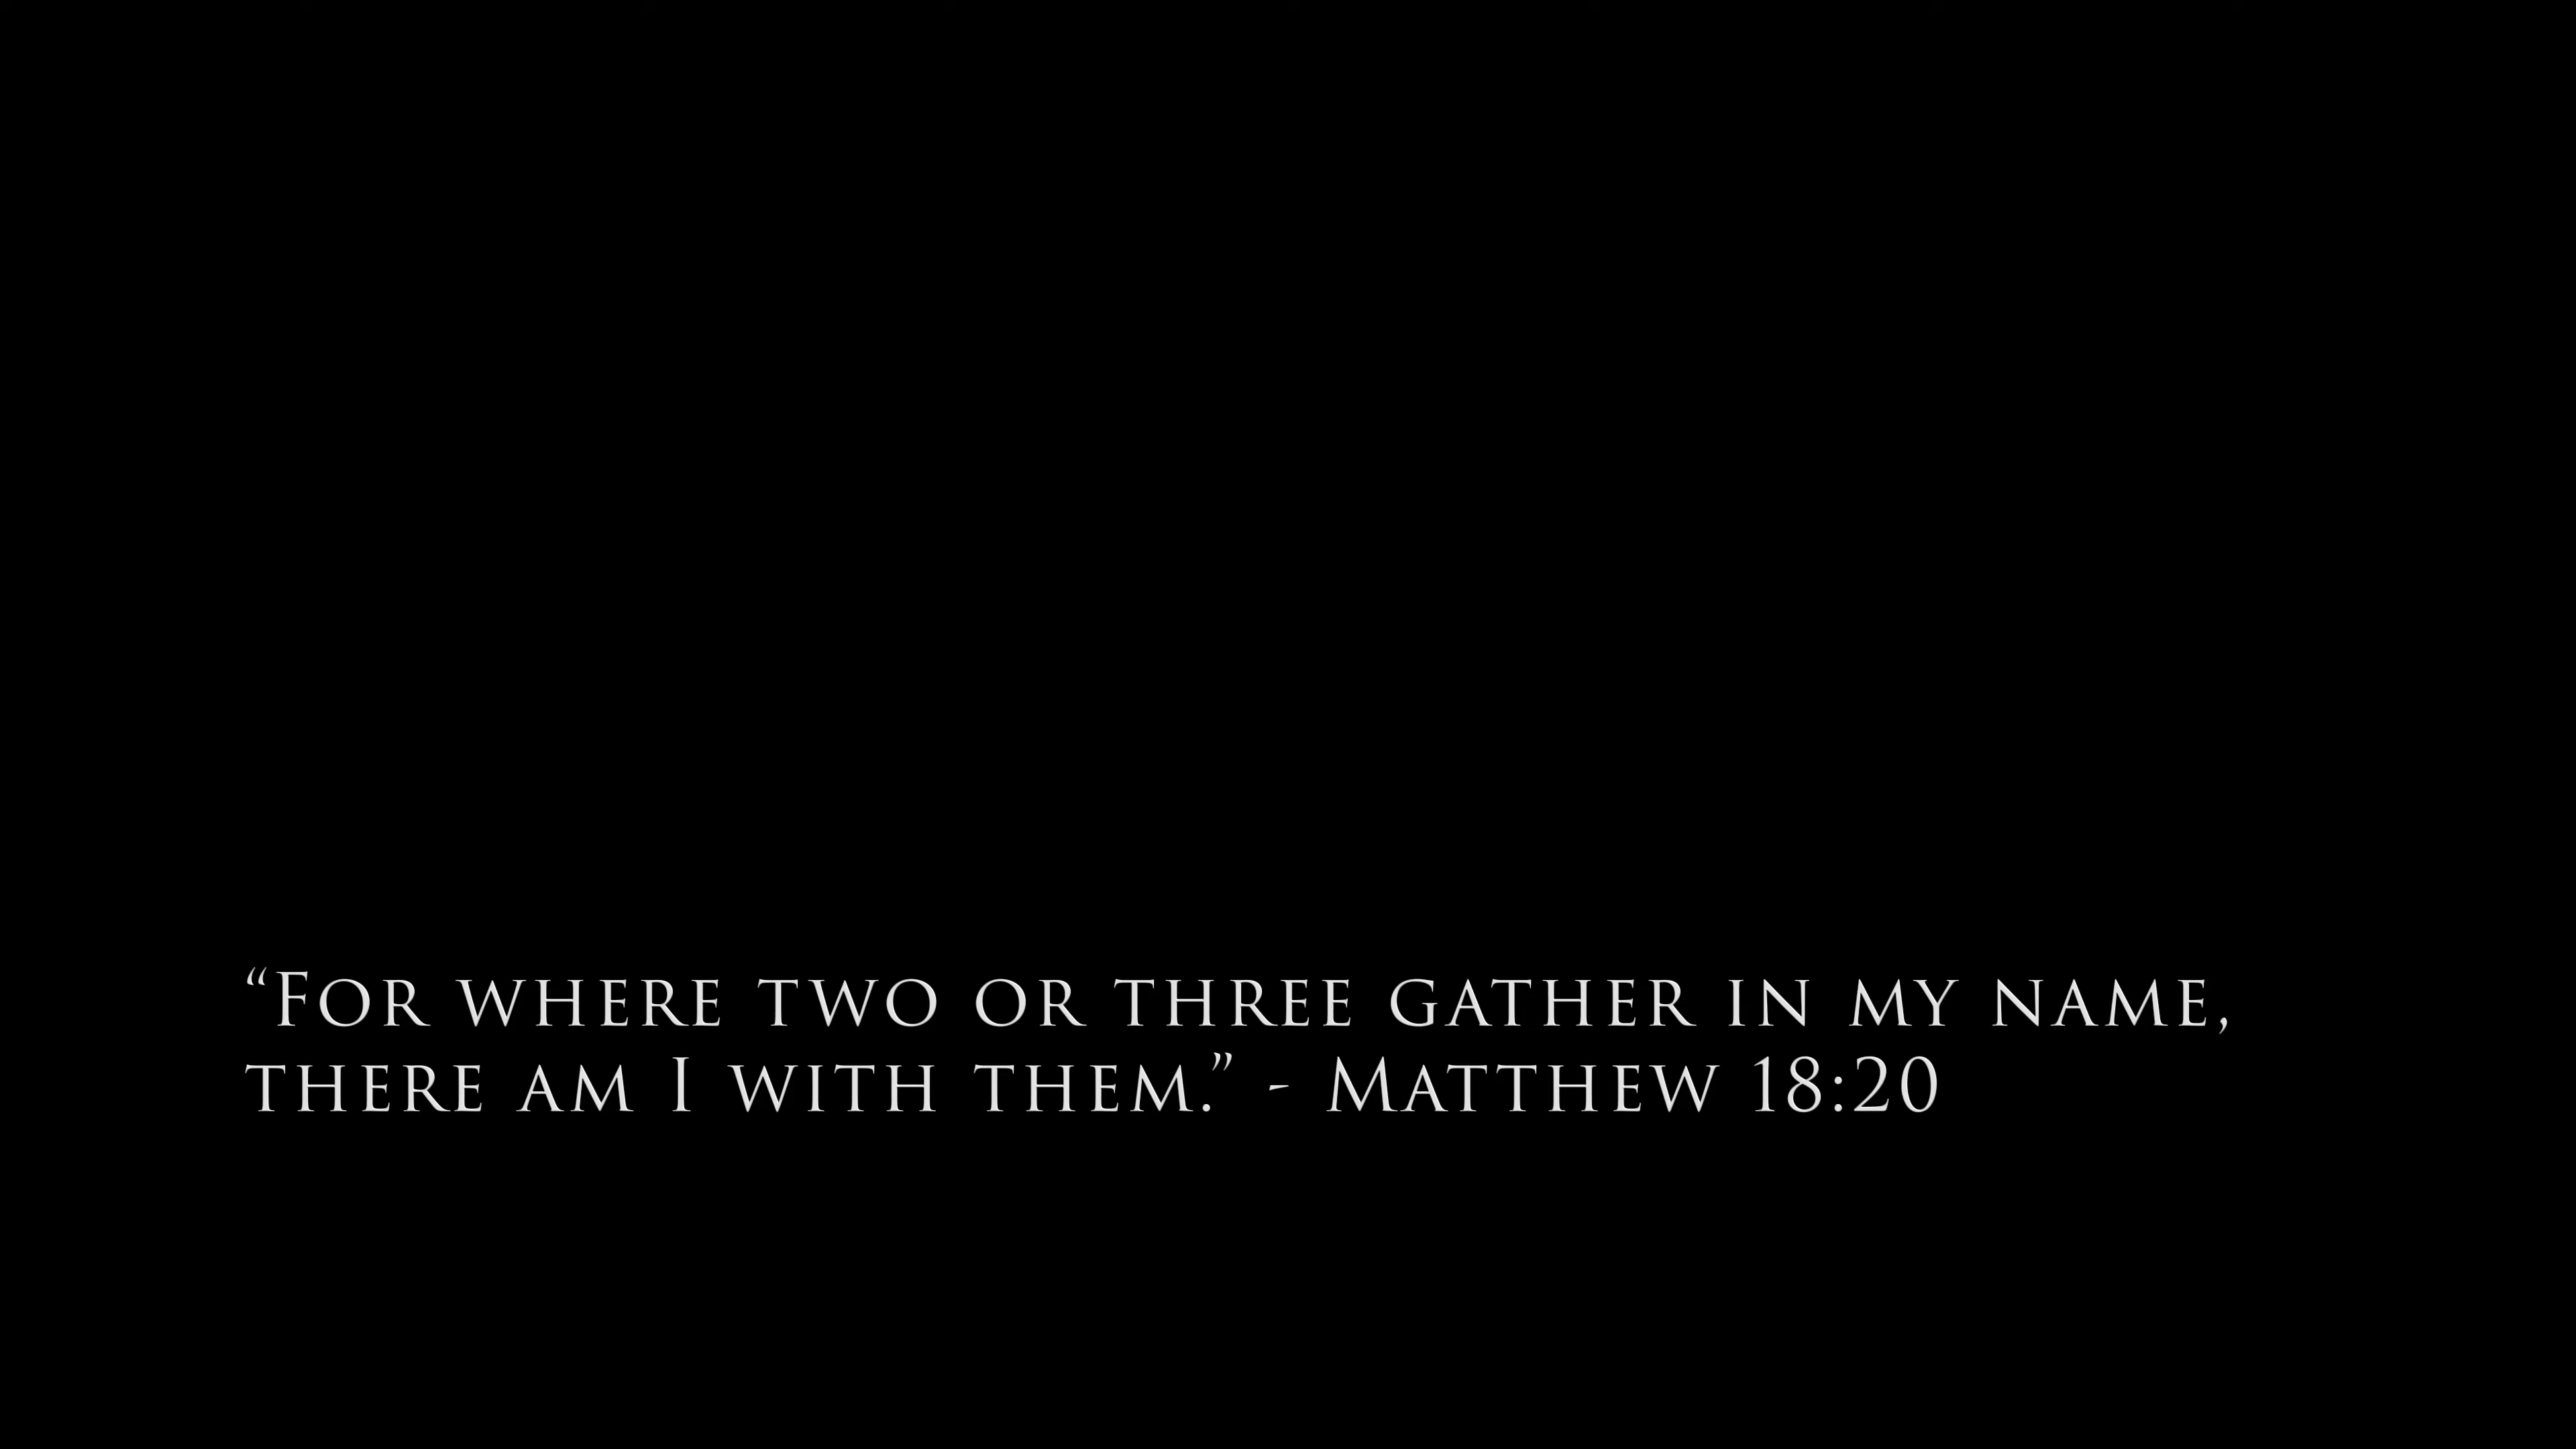 “For where two or three gather in my name,
there am I with them.” - Matthew 18:20